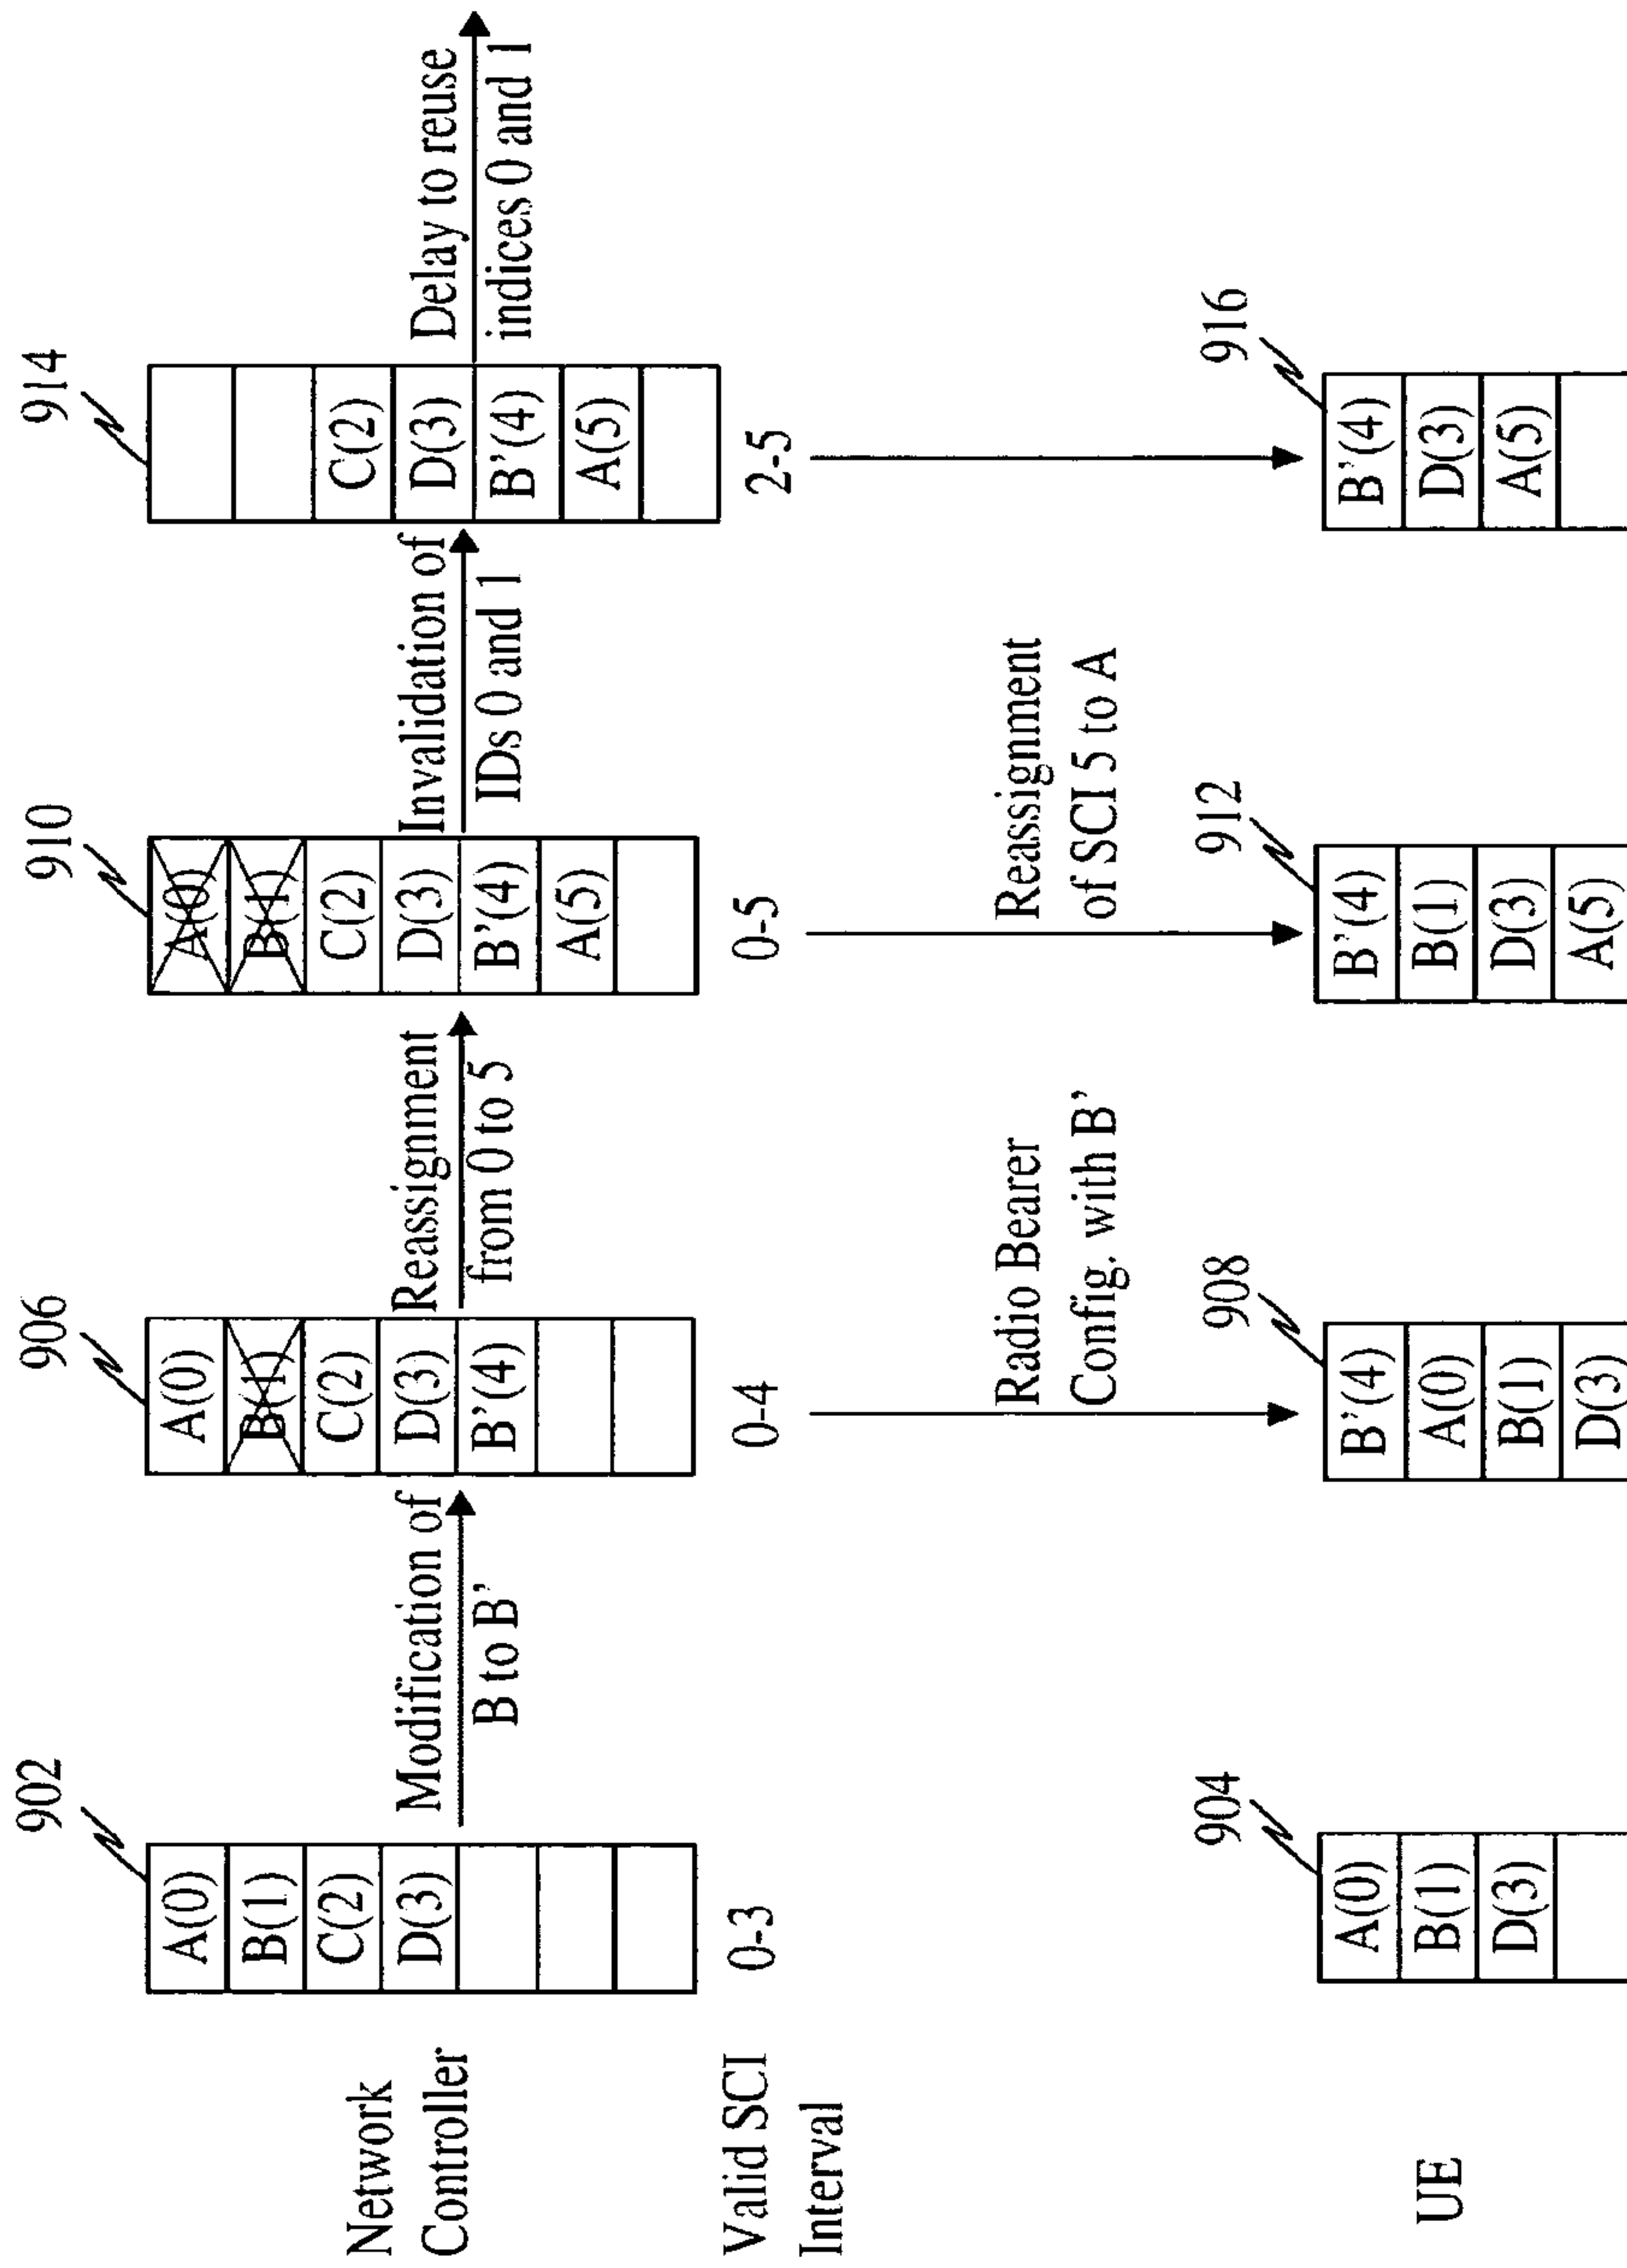 Network
Controller
902
A(0)
B(1)
C(2)
D(3)
Modification of
B to B'
906
A(0)
B(1)
C(2)
D(3)
B'(4)
Reassignment
from 0 to 5
910
A(0)
B(1)
C(2)
D(3)
B'(4)
A(5)
Invalidation of
IDs 0 and 1
914
C(2)
D(3)
B'(4)
A(5)
Delay to reuse
indices 0 and 1
Valid SCI
Interval
0-3
0-4
0-5
2-5
Radio Bearer
Config. with B'
Reassignment
of SCI 5 to A
UE
904
A(0)
B(1)
D(3)
908
B'(4)
A(0)
B(1)
D(3)
912
B'(4)
B(1)
D(3)
A(5)
916
B'(4)
D(3)
A(5)